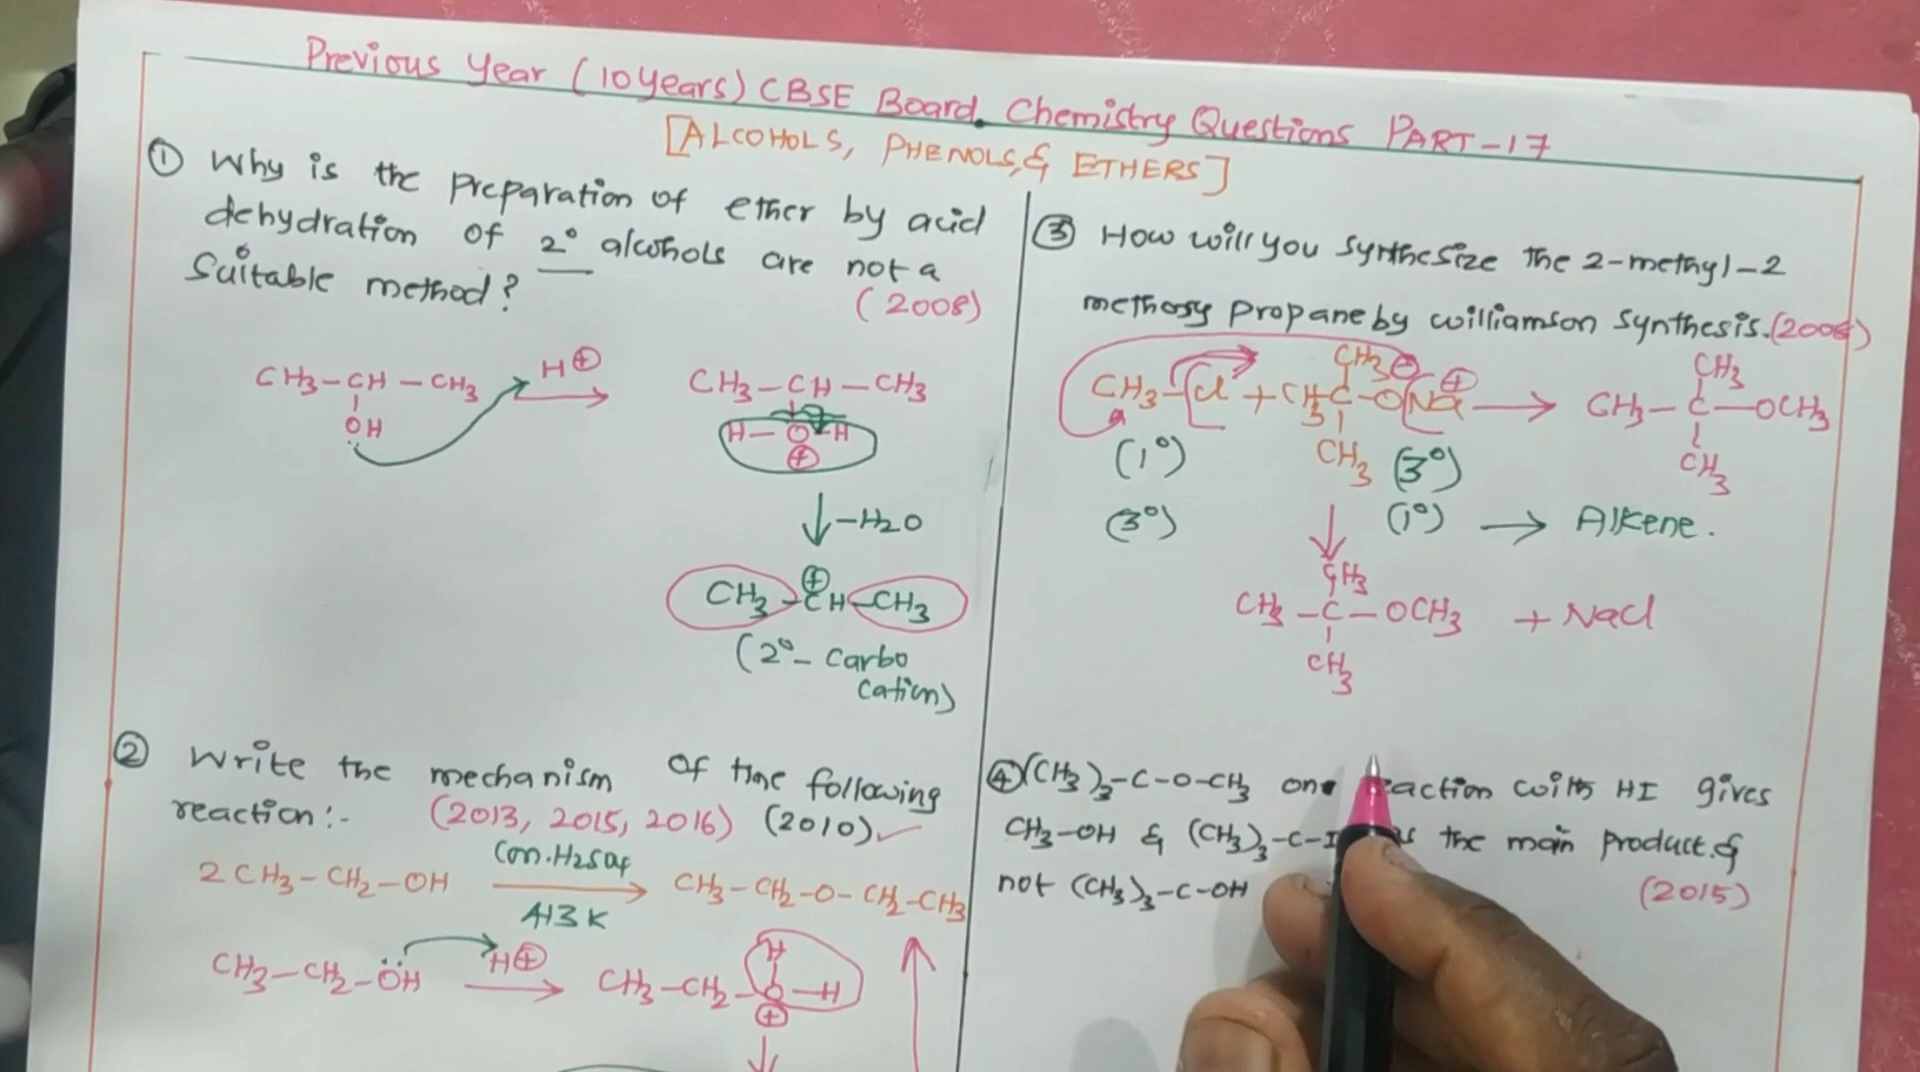 Previous Year (10 years) CBSE Board Chemistry Questions PART-17
[ALCOHOLS, PHENOLS, & ETHERS]
① Why is the preparation of ether by acid
dehydration of 2° alcohols are not a
suitable method?
(2008)
CH3-CH-CH3 H⊕ →
OH
CH3-CH-CH3
H-O-H
⊕
↓ -H2O
CH3-CH-CH3
⊕
(2°- Carbo
cation)
② Write the mechanism of the following
reaction:- (2013, 2015, 2016) (2010) ✓
2CH3-CH2-OH Con.H2SO4 → CH3-CH2-O-CH2-CH3
413 K
CH3-CH2-ÖH H⊕ → CH3-CH2-O-H
H
⊕
↓ ↑
③ How will you synthesize the 2-methyl-2
methoxy propane by williamson synthesis.
CH3 CH3
CH3-Cl + CH3-C-O⊖Na⊕ → CH3-C-OCH3
CH3 CH3
(1°) (3°)
(3°) (1°) → Alkene.
↓
CH3
CH3-C-OCH3 + NaCl
CH3
④ (CH3)3-C-O-CH3 on with HI gives
CH3-OH & (CH3)3-C-I the main product. &
not (CH3)3-C-OH
(2015)